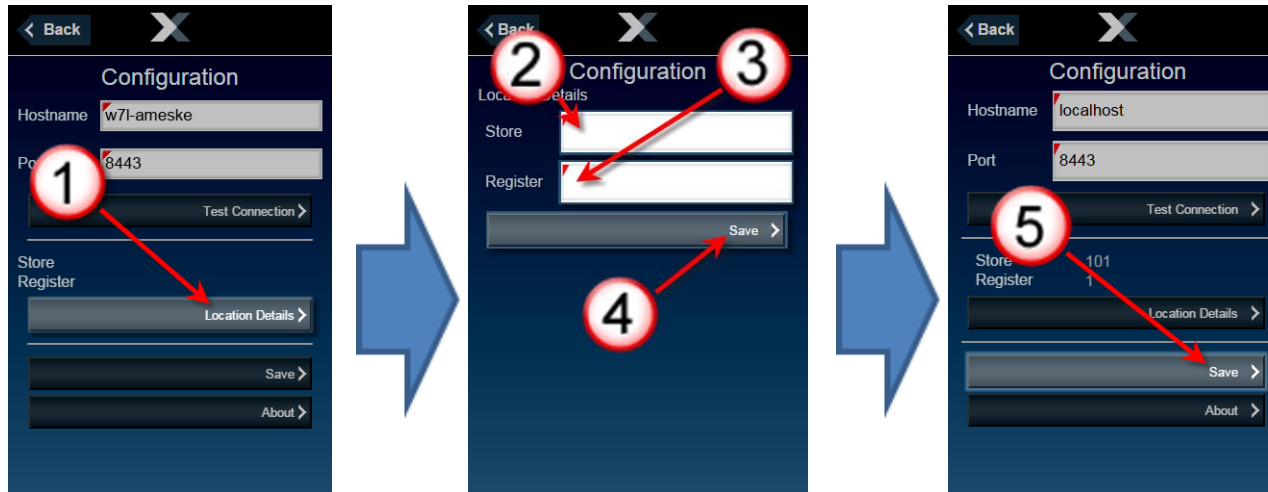 Back
Configuration
Hostname w7l-ameske
8443
1
Test Connection
Store
Register
Location Details
Save
About
Back
2
3
Configuration
Store
Register
Save
4
Back
Configuration
Hostname localhost
Port 8443
Test Connection
5
Store 101
Register 1
Location Details
Save
About